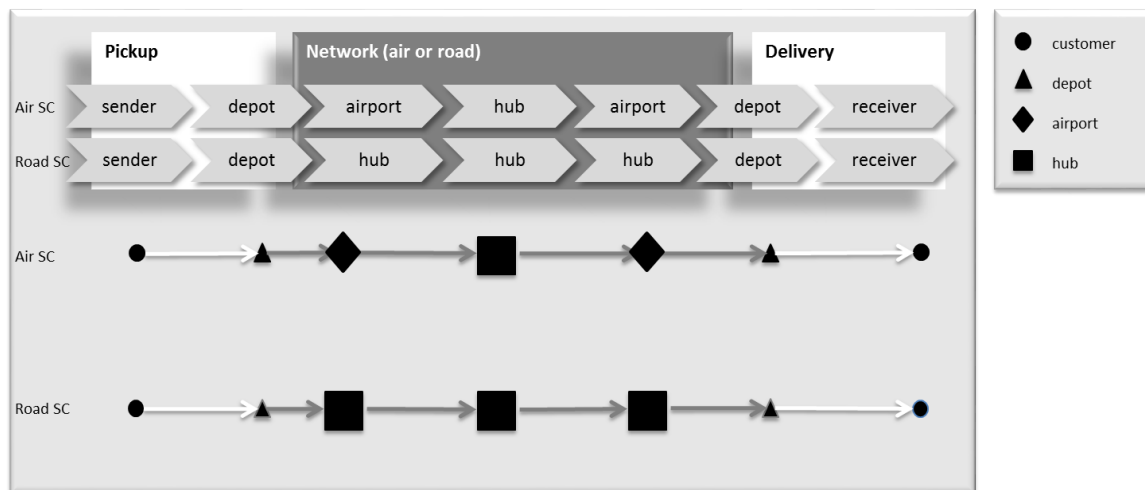 Pickup
Network (air or road)
Delivery
Air SC
sender
depot
airport
hub
airport
depot
receiver
Road SC
sender
depot
hub
hub
hub
depot
receiver
Air SC
Road SC
customer
depot
airport
hub